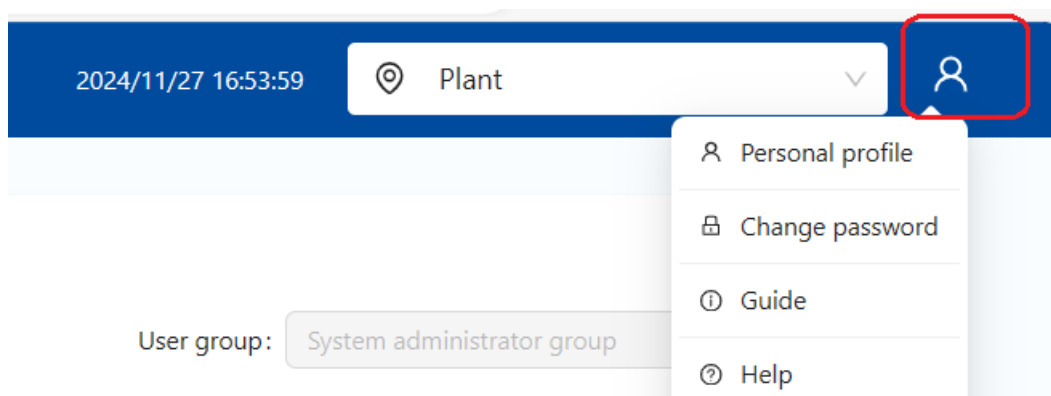 2024/11/27 16:53:59
Plant
Personal profile
Change password
Guide
User group:
System administrator group
Help